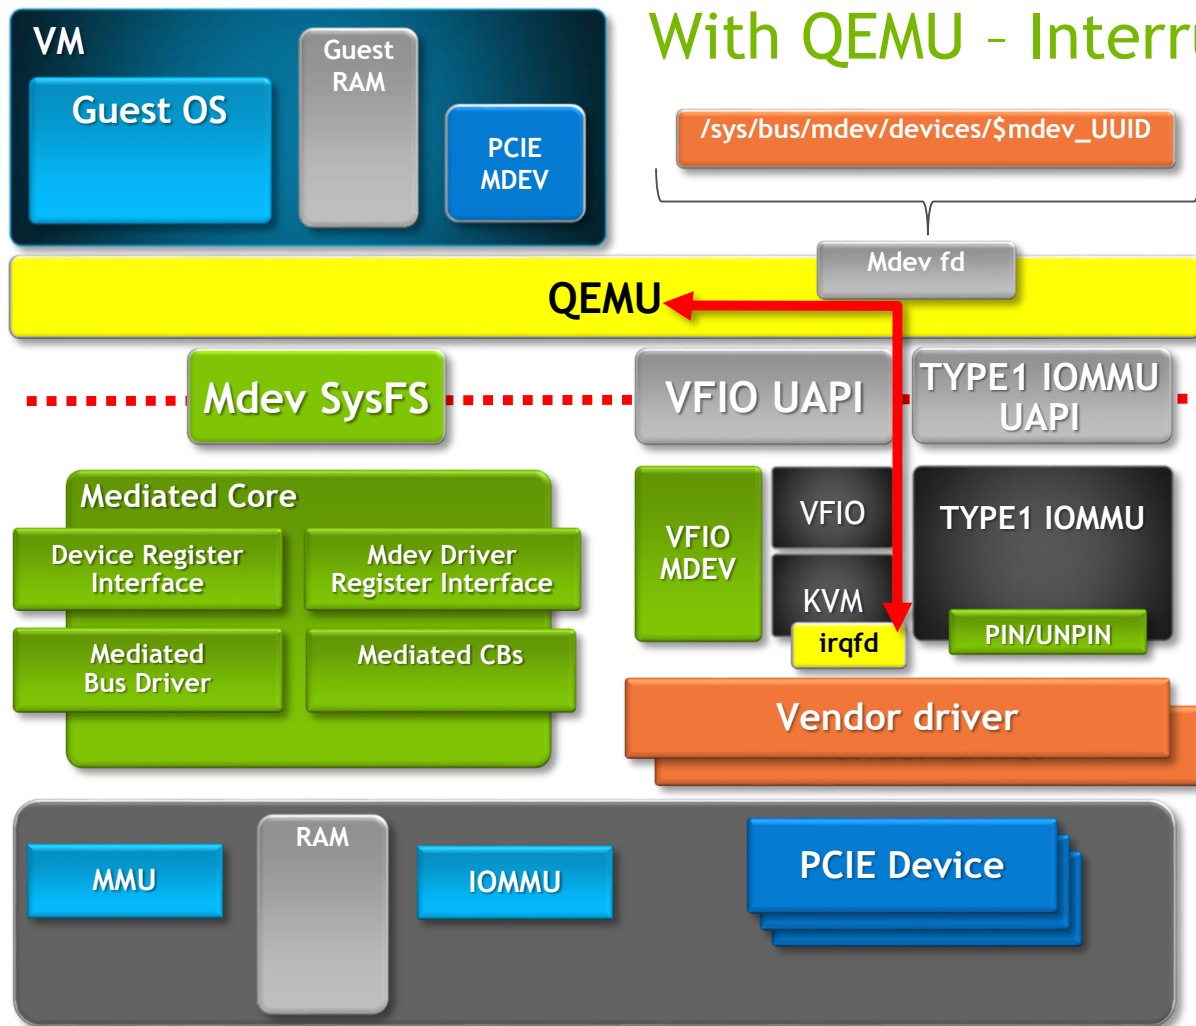 With QEMU – Interru
VM
Guest OS
Guest
RAM
PCIE
MDEV
/sys/bus/mdev/devices/$mdev_UUID
Mdev fd
QEMU
Mdev SysFS
VFIO UAPI
TYPE1 IOMMU
UAPI
Mediated Core
Device Register
Interface
Mdev Driver
Register Interface
Mediated
Bus Driver
Mediated CBs
VFIO
MDEV
VFIO
KVM
irqfd
TYPE1 IOMMU
PIN/UNPIN
Vendor driver
MMU
RAM
IOMMU
PCIE Device